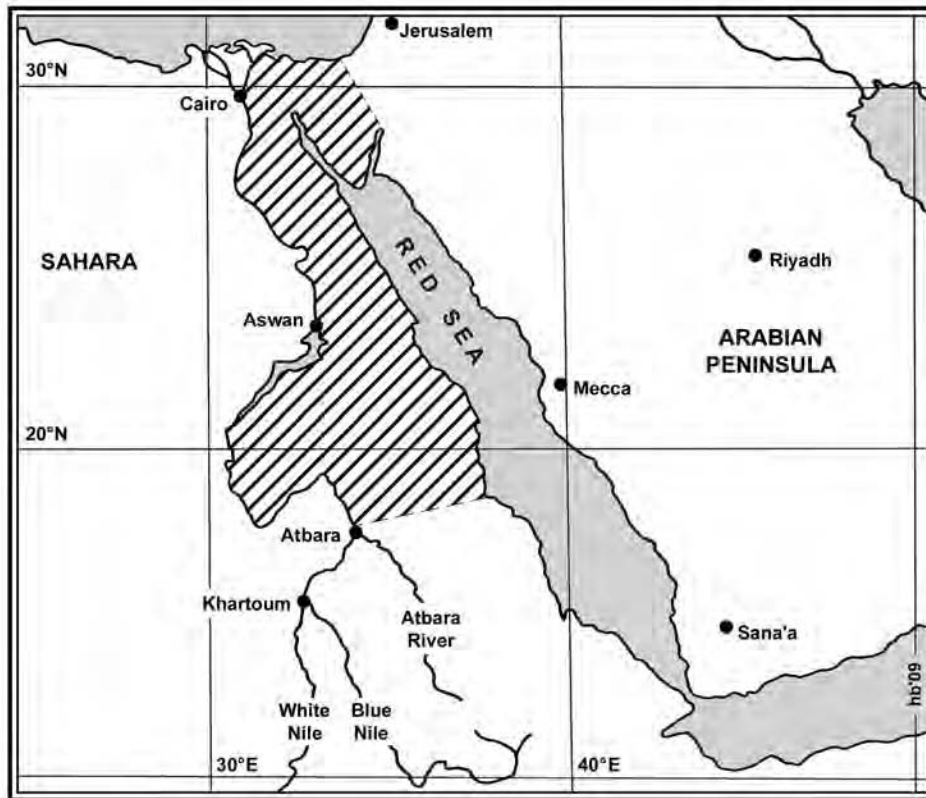 Jerusalem
30°N
Cairo
SAHARA
RED SEA
Riyadh
Aswan
ARABIAN
PENINSULA
Mecca
20°N
Atbara
Khartoum
Atbara
River
Sana'a
White
Nile
Blue
Nile
30°E
40°E
hb.09